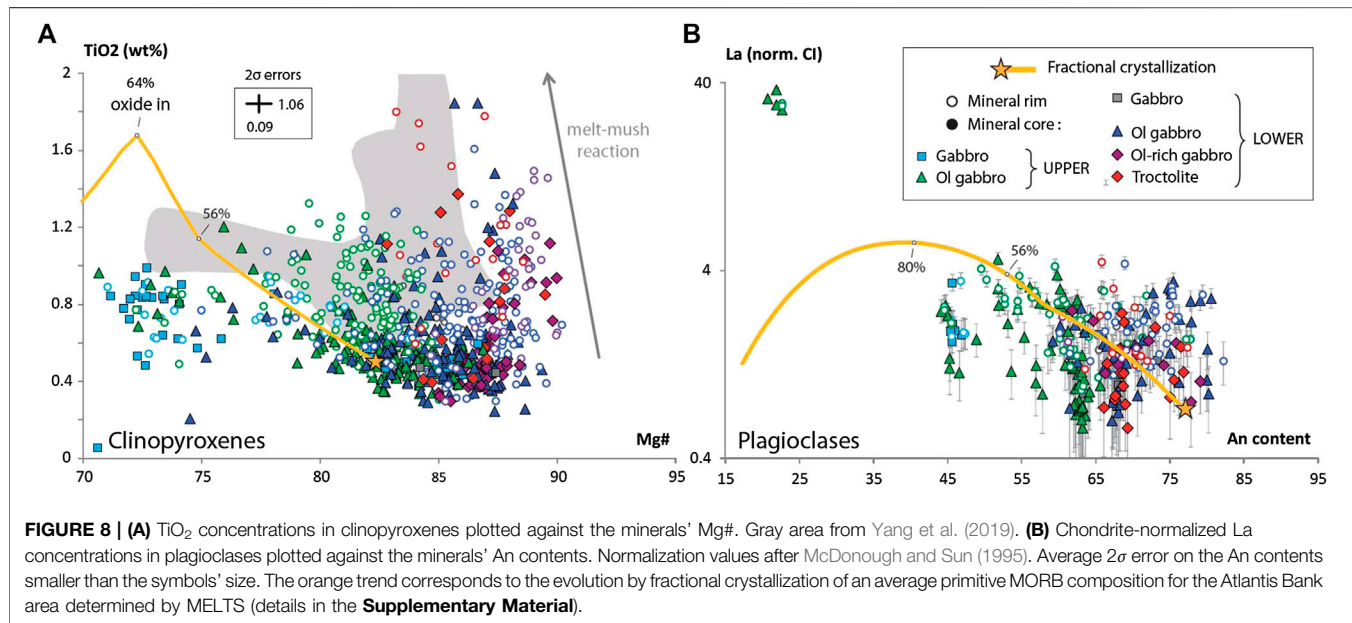 A
TiO2 (wt%)
2
1.6
1.2
0.8
0.4
0
64%
oxide in
2σ errors
1.06
0.09
56%
melt-mush
reaction
Clinopyroxenes
Mg#
70
75
80
85
90
95
B
La (norm. CI)
40
4
0.4
Fractional crystallization
Mineral rim
Mineral core :
Gabbro
Ol gabbro
UPPER
Gabbro
Ol gabbro
Ol-rich gabbro
Troctolite
LOWER
80%
56%
Plagioclases
An content
15
25
35
45
55
65
75
85
95
FIGURE 8 | (A) TiO2 concentrations in clinopyroxenes plotted against the minerals’ Mg#. Gray area from Yang et al. (2019). (B) Chondrite-normalized La
concentrations in plagioclases plotted against the minerals’ An contents. Normalization values after McDonough and Sun (1995). Average 2σ error on the An contents
smaller than the symbols’ size. The orange trend corresponds to the evolution by fractional crystallization of an average primitive MORB composition for the Atlantis Bank
area determined by MELTS (details in the Supplementary Material).